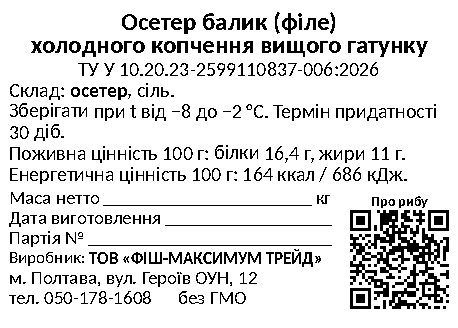 Осетер балик (філе)
холодного копчення вищого гатунку
ТУ У 10.20.23-2599110837-006:2026
Склад: осетер, сіль.
Зберігати при t від −8 до −2 °С. Термін придатності
30 діб.
Поживна цінність 100 г: білки 16,4 г, жири 11 г.
Енергетична цінність 100 г: 164 ккал / 686 кДж.
Маса нетто ______________________ кг
Дата виготовлення __________________
Партія № __________________________
Про рибу
Виробник: ТОВ «ФІШ-МАКСИМУМ ТРЕЙД»
м. Полтава, вул. Героїв ОУН, 12
тел. 050-178-1608 без ГМО